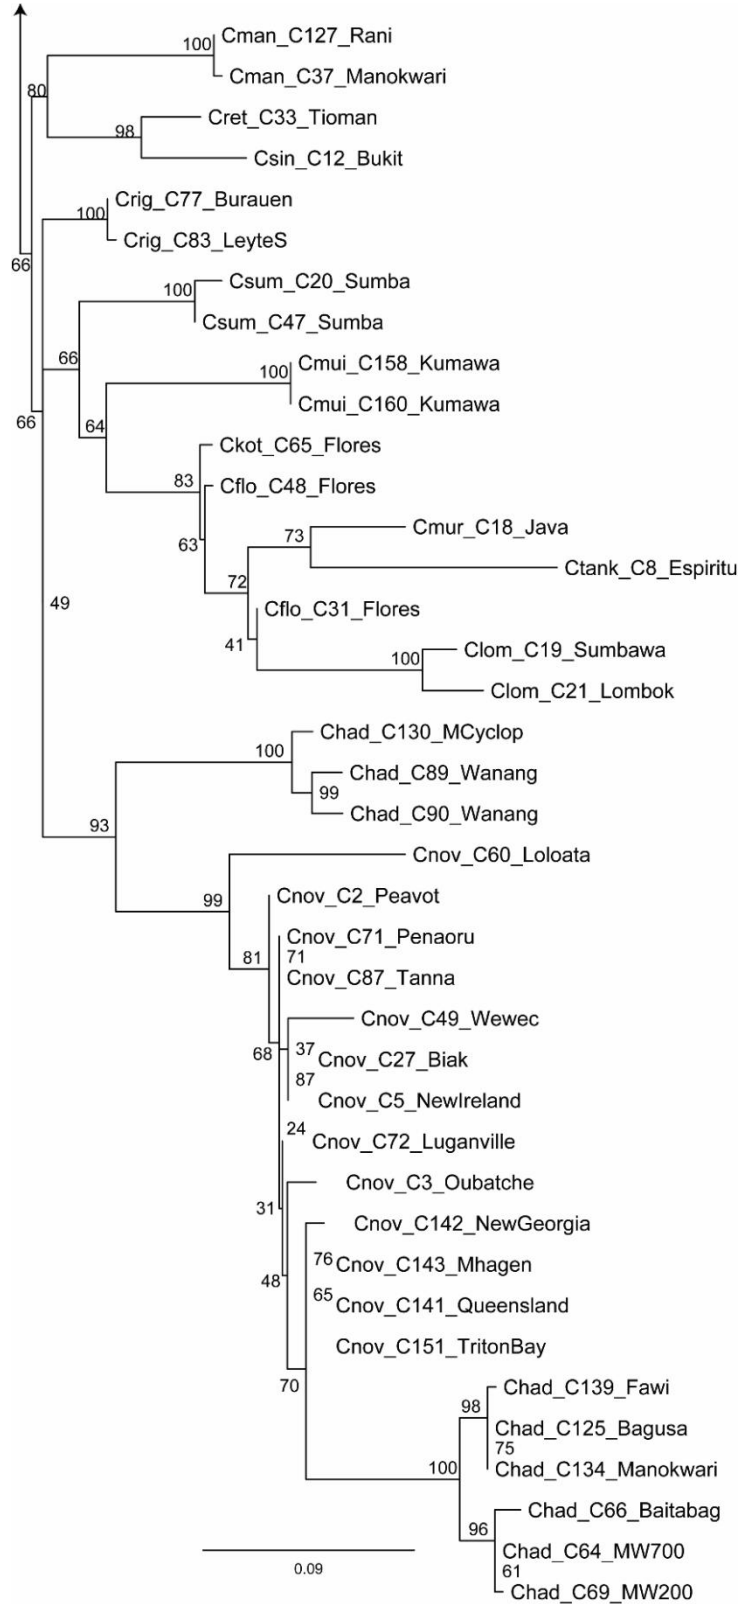 Cman_C127_Rani
100
Cman_C37_Manokwari
80
Cret_C33_Tioman
98
Csin_C12_Bukit
Crig_C77_Burauen
100
Crig_C83_LeyteS
66
Csum_C20_Sumba
100
Csum_C47_Sumba
66
Cmui_C158_Kumawa
100
Cmui_C160_Kumawa
66
64
Ckot_C65_Flores
83
Cflo_C48_Flores
63
Cmur_C18_Java
73
Ctank_C8_Espiritu
72
49
Cflo_C31_Flores
41
Clom_C19_Sumbawa
100
Clom_C21_Lombok
Chad_C130_MCyclop
100
Chad_C89_Wanang
99
Chad_C90_Wanang
93
Cnov_C60_Loloata
99
Cnov_C2_Peavot
Cnov_C71_Penaoru
71
81
Cnov_C87_Tanna
Cnov_C49_Wewec
68
37
Cnov_C27_Biak
87
Cnov_C5_NewIreland
24
Cnov_C72_Luganville
Cnov_C3_Oubatche
31
Cnov_C142_NewGeorgia
76
Cnov_C143_Mhagen
48
65
Cnov_C141_Queensland
Cnov_C151_TritonBay
70
Chad_C139_Fawi
98
Chad_C125_Bagusa
75
Chad_C134_Manokwari
100
Chad_C66_Baitabag
96
Chad_C64_MW700
61
Chad_C69_MW200
0.09